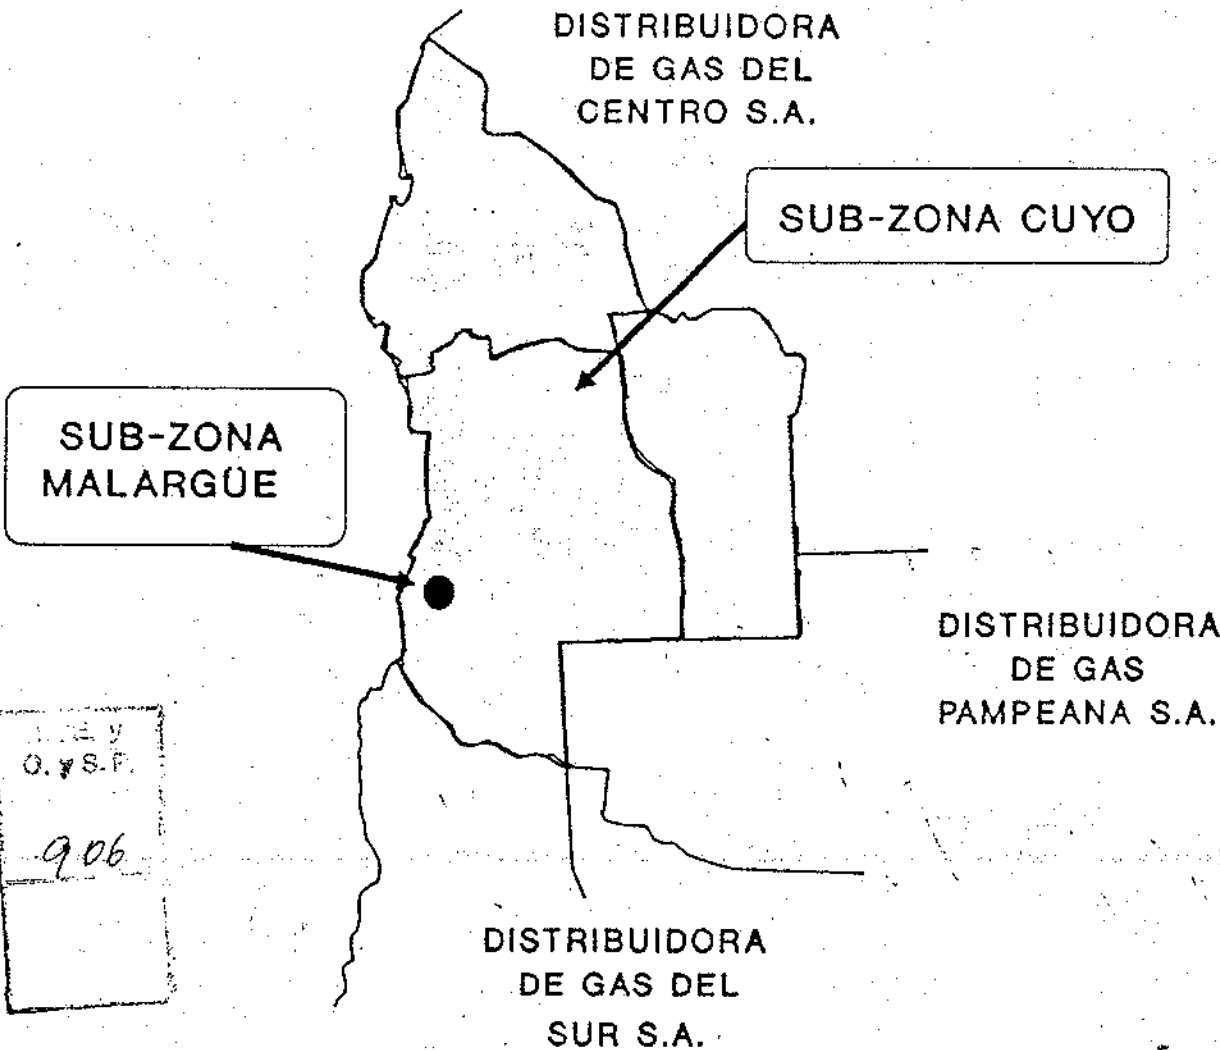 DISTRIBUIDORA
DE GAS DEL
CENTRO S.A.
SUB-ZONA CUYO
SUB-ZONA
MALARGÜE
DISTRIBUIDORA
DE GAS
PAMPEANA S.A.
O. y S.P.
906
DISTRIBUIDORA
DE GAS DEL
SUR S.A.